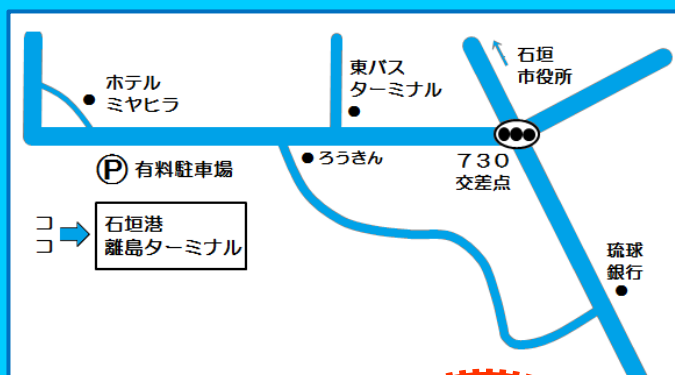 ホテル
ミヤヒラ
東バス
ターミナル
石垣
市役所
Ⓟ 有料駐車場
ろうきん
730
交差点
ココ
石垣港
離島ターミナル
琉球
銀行